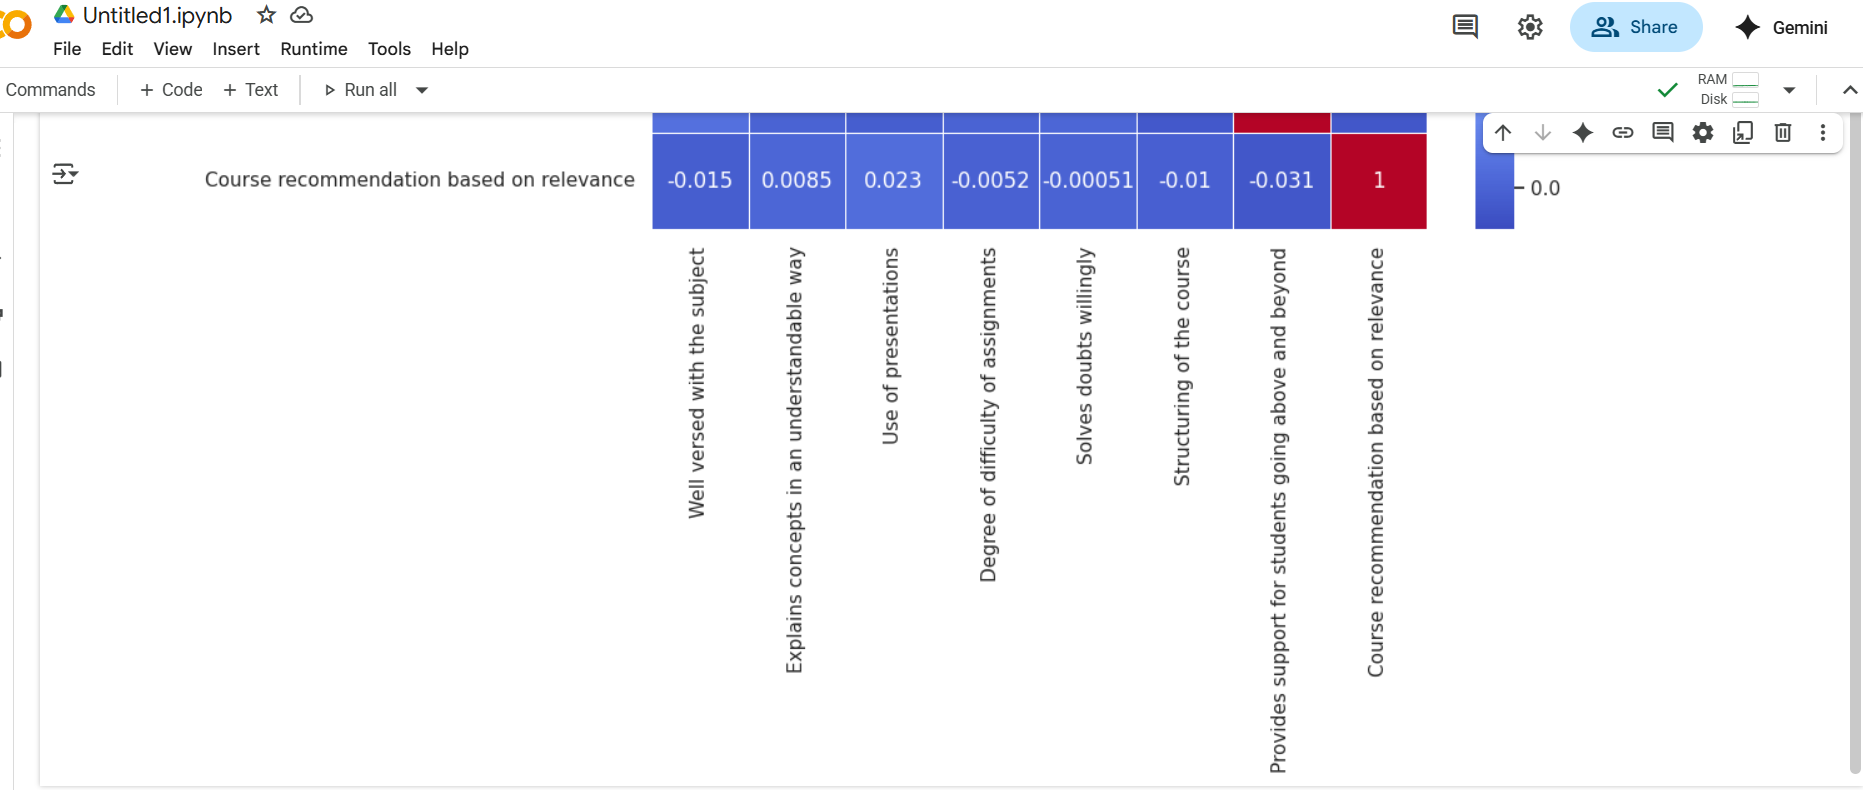 Untitled1.ipynb
File Edit View Insert Runtime Tools Help
Share
Gemini
Commands + Code + Text Run all
RAM
Disk
Course recommendation based on relevance -0.015 0.0085 0.023 -0.0052 -0.00051 -0.01 -0.031 1
0.0
Well versed with the subject
Explains concepts in an understandable way
Use of presentations
Degree of difficulty of assignments
Solves doubts willingly
Structuring of the course
Provides support for students going above and beyond
Course recommendation based on relevance